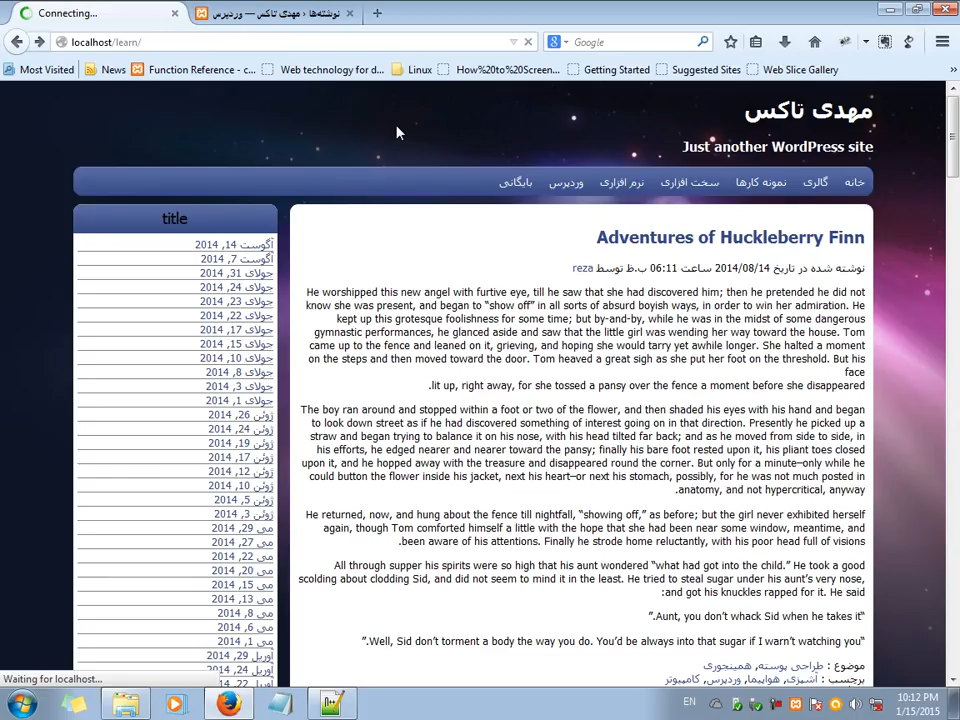 Connecting...
نوشته‌ها ‹ مهدی تاکس — وردپرس
localhost/learn/
Google
Most Visited
News
Function Reference - c...
Web technology for d...
Linux
How%20to%20Screen...
Getting Started
Suggested Sites
Web Slice Gallery
مهدی تاکس
Just another WordPress site
خانه
گالری
نمونه کارها
سخت افزاری
نرم افزاری
وردپرس
بایگانی
title
آگوست 14, 2014
آگوست 7, 2014
جولای 31, 2014
جولای 24, 2014
جولای 23, 2014
جولای 22, 2014
جولای 17, 2014
جولای 15, 2014
جولای 10, 2014
جولای 8, 2014
جولای 3, 2014
جولای 1, 2014
ژوئن 26, 2014
ژوئن 24, 2014
ژوئن 19, 2014
ژوئن 17, 2014
ژوئن 12, 2014
ژوئن 10, 2014
ژوئن 5, 2014
ژوئن 3, 2014
می 29, 2014
می 27, 2014
می 22, 2014
می 20, 2014
می 15, 2014
می 13, 2014
می 8, 2014
می 6, 2014
می 1, 2014
آوریل 29, 2014
آوریل 24, 2014
Adventures of Huckleberry Finn
نوشته شده در تاریخ 2014/08/14 ساعت 06:11 ب.ظ توسط reza
He worshipped this new angel with furtive eye, till he saw that she had discovered him; then he pretended he did not
know she was present, and began to “show off” in all sorts of absurd boyish ways, in order to win her admiration. He
kept up this grotesque foolishness for some time; but by-and-by, while he was in the midst of some dangerous
gymnastic performances, he glanced aside and saw that the little girl was wending her way toward the house. Tom
came up to the fence and leaned on it, grieving, and hoping she would tarry yet awhile longer. She halted a moment
on the steps and then moved toward the door. Tom heaved a great sigh as she put her foot on the threshold. But his
face
.lit up, right away, for she tossed a pansy over the fence a moment before she disappeared
The boy ran around and stopped within a foot or two of the flower, and then shaded his eyes with his hand and began
to look down street as if he had discovered something of interest going on in that direction. Presently he picked up a
straw and began trying to balance it on his nose, with his head tilted far back; and as he moved from side to side, in
his efforts, he edged nearer and nearer toward the pansy; finally his bare foot rested upon it, his pliant toes closed
upon it, and he hopped away with the treasure and disappeared round the corner. But only for a minute—only while he
could button the flower inside his jacket, next his heart—or next his stomach, possibly, for he was not much posted in
.anatomy, and not hypercritical, anyway
He returned, now, and hung about the fence till nightfall, “showing off,” as before; but the girl never exhibited herself
again, though Tom comforted himself a little with the hope that she had been near some window, meantime, and
.been aware of his attentions. Finally he strode home reluctantly, with his poor head full of visions
All through supper his spirits were so high that his aunt wondered “what had got into the child.” He took a good
scolding about clodding Sid, and did not seem to mind it in the least. He tried to steal sugar under his aunt’s very nose,
:and got his knuckles rapped for it. He said
”.Aunt, you don’t whack Sid when he takes it“
”.Well, Sid don’t torment a body the way you do. You’d be always into that sugar if I warn’t watching you“
موضوع : طراحی پوسته, همینجوری
برچسب : آشپزی, هواپیما, وردپرس, کامپیوتر
Waiting for localhost...
EN
10:12 PM
1/15/2015